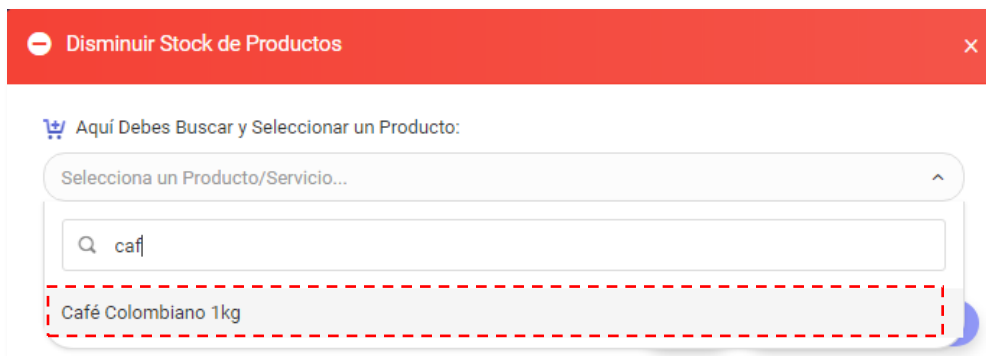 Disminuir Stock de Productos
Aquí Debes Buscar y Seleccionar un Producto:
Selecciona un Producto/Servicio...
caf
Café Colombiano 1kg